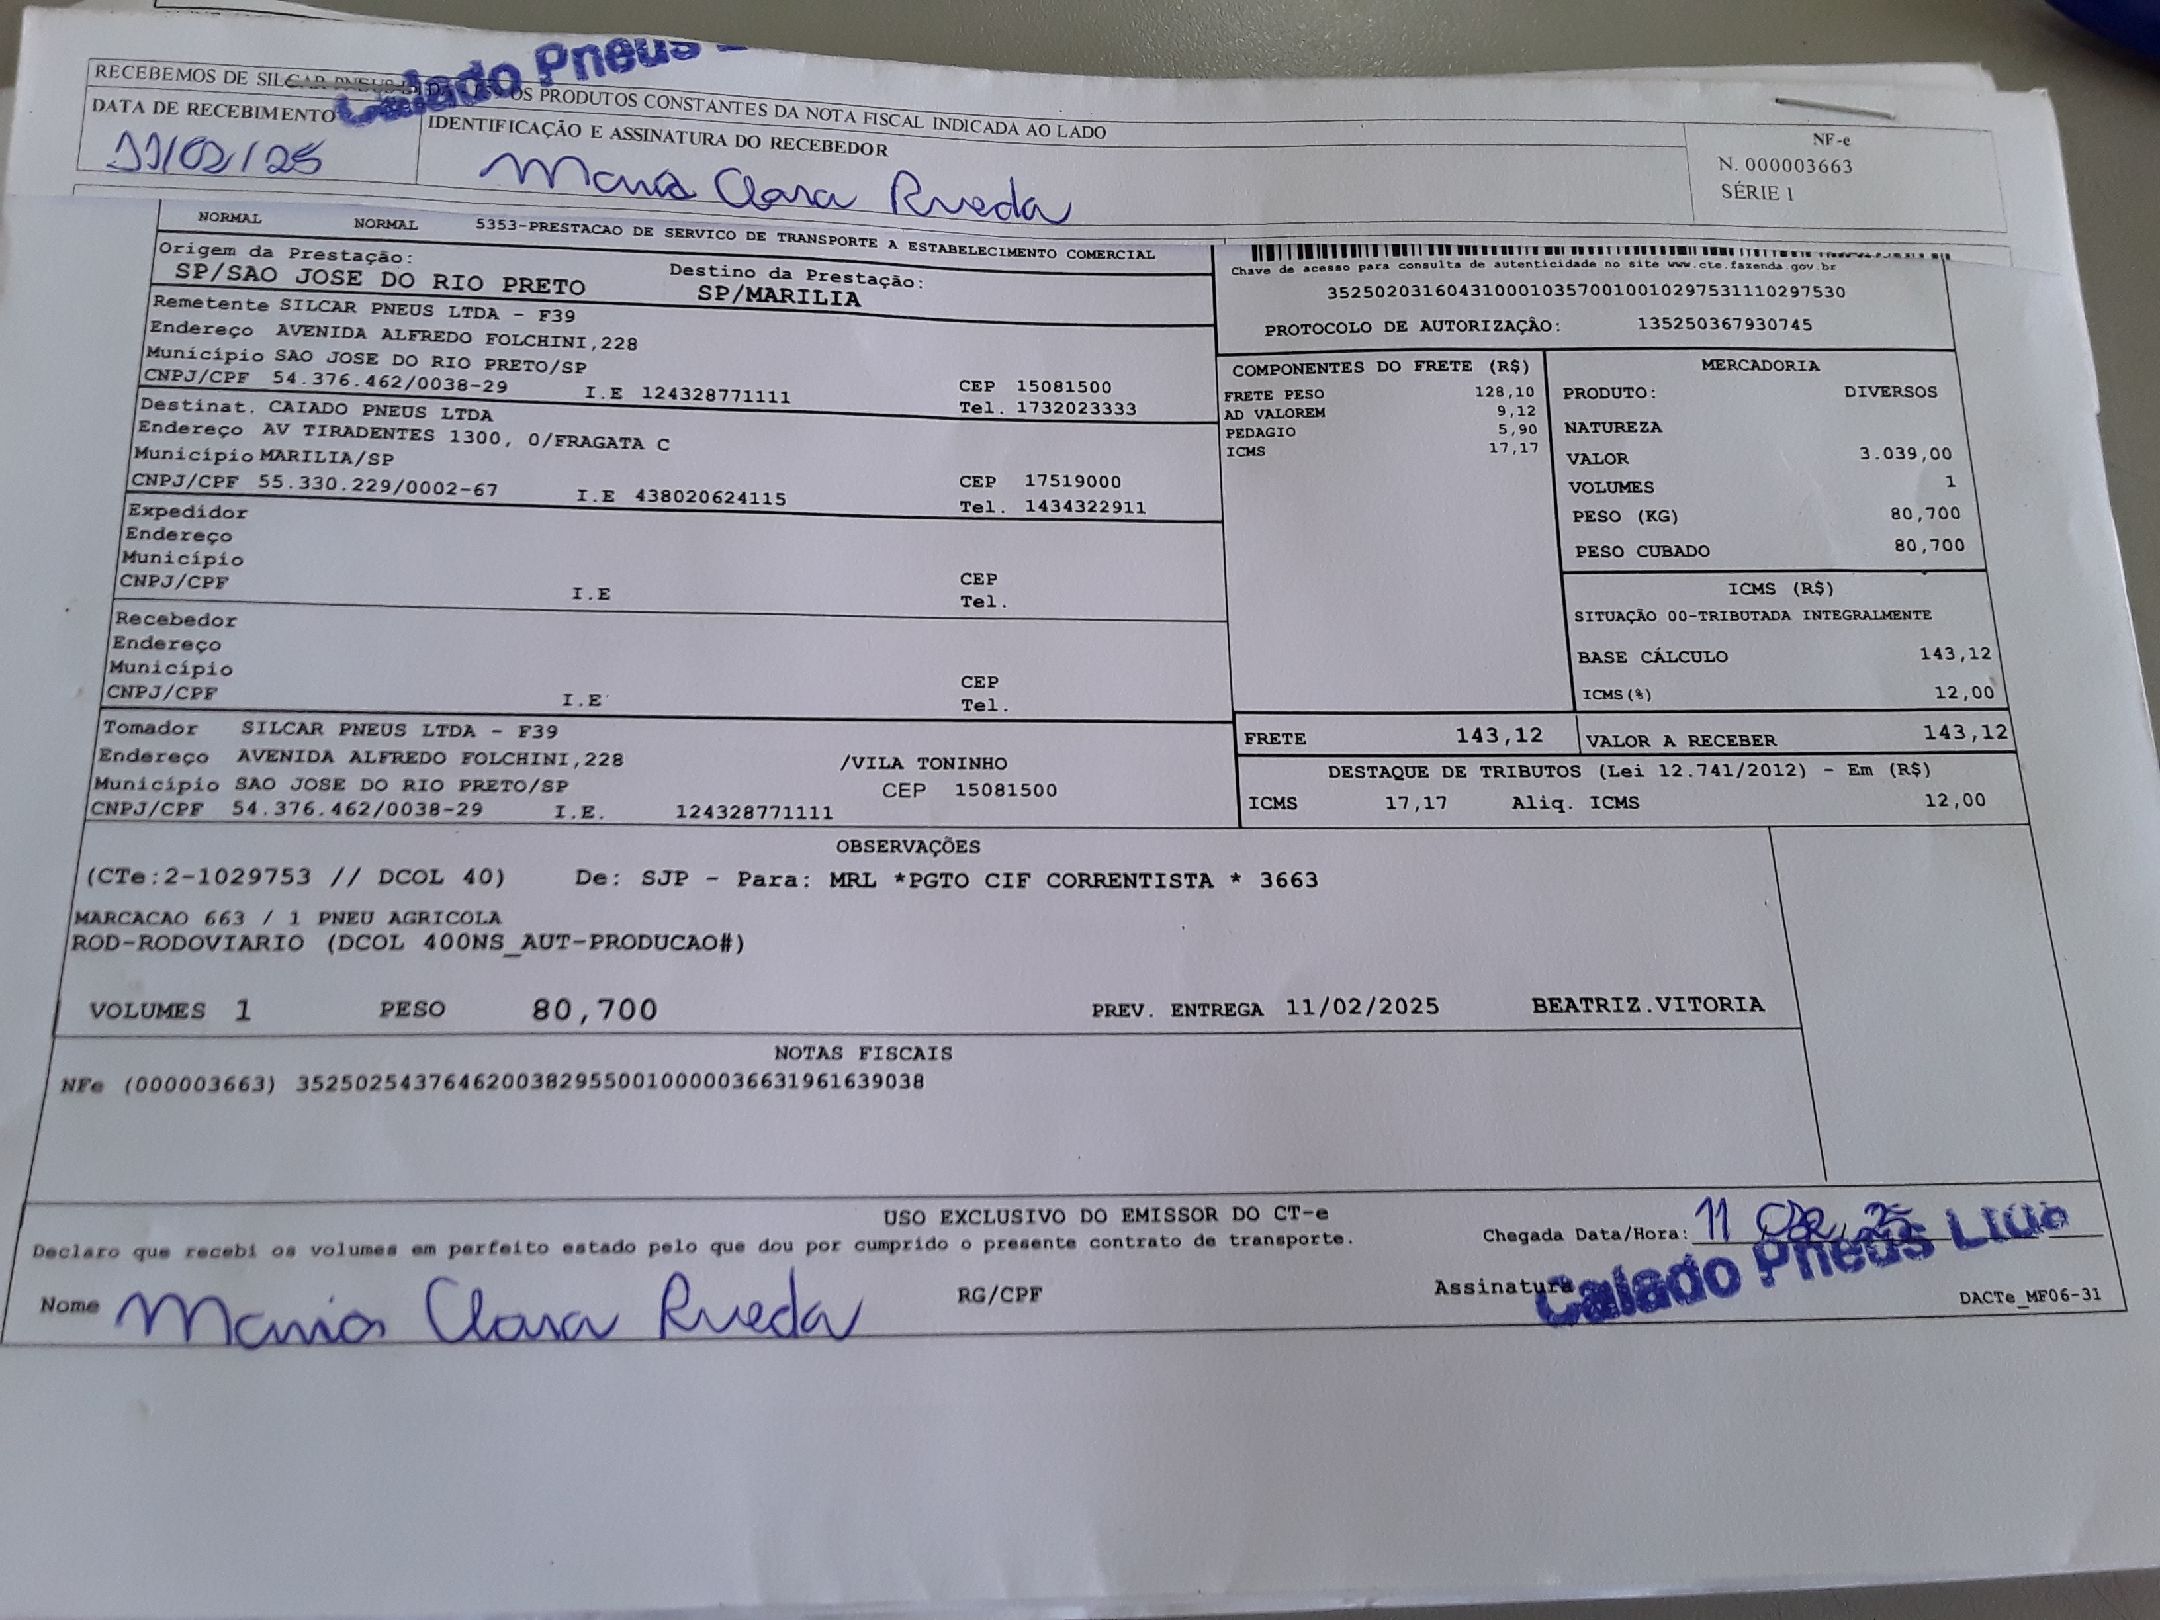 Caiado Pneus
RECEBEMOS DE SILCAR PNEUS OS PRODUTOS CONSTANTES DA NOTA FISCAL INDICADA AO LADO
DATA DE RECEBIMENTO
11/02/25
IDENTIFICAÇÃO E ASSINATURA DO RECEBEDOR
Maria Clara Rueda
NF-e
N. 000003663
SÉRIE 1
NORMAL NORMAL 5353-PRESTACAO DE SERVICO DE TRANSPORTE A ESTABELECIMENTO COMERCIAL
Origem da Prestação:
SP/SAO JOSE DO RIO PRETO
Destino da Prestação:
SP/MARILIA
Chave de acesso para consulta de autenticidade no site www.cte.fazenda.gov.br
35250203160431000103570010010297531110297530
PROTOCOLO DE AUTORIZAÇÃO: 135250367930745
Remetente SILCAR PNEUS LTDA - F39
Endereço AVENIDA ALFREDO FOLCHINI,228
Município SAO JOSE DO RIO PRETO/SP
CNPJ/CPF 54.376.462/0038-29 I.E 124328771111
CEP 15081500
Tel. 1732023333
Destinat. CAIADO PNEUS LTDA
Endereço AV TIRADENTES 1300, 0/FRAGATA C
Município MARILIA/SP
CNPJ/CPF 55.330.229/0002-67 I.E 438020624115
CEP 17519000
Tel. 1434322911
Expedidor
Endereço
Município
CNPJ/CPF I.E
CEP
Tel.
Recebedor
Endereço
Município
CNPJ/CPF I.E
CEP
Tel.
Tomador SILCAR PNEUS LTDA - F39
Endereço AVENIDA ALFREDO FOLCHINI,228 /VILA TONINHO
Município SAO JOSE DO RIO PRETO/SP CEP 15081500
CNPJ/CPF 54.376.462/0038-29 I.E. 124328771111
COMPONENTES DO FRETE (R$)
FRETE PESO 128,10
AD VALOREM 9,12
PEDAGIO 5,90
ICMS 17,17
MERCADORIA
PRODUTO: DIVERSOS
NATUREZA
VALOR 3.039,00
VOLUMES 1
PESO (KG) 80,700
PESO CUBADO 80,700
ICMS (R$)
SITUAÇÃO 00-TRIBUTADA INTEGRALMENTE
BASE CÁLCULO 143,12
ICMS(%) 12,00
FRETE 143,12 VALOR A RECEBER 143,12
DESTAQUE DE TRIBUTOS (Lei 12.741/2012) - Em (R$)
ICMS 17,17 Aliq. ICMS 12,00
OBSERVAÇÕES
(CTe:2-1029753 // DCOL 40) De: SJP - Para: MRL *PGTO CIF CORRENTISTA * 3663
MARCACAO 663 / 1 PNEU AGRICOLA
ROD-RODOVIARIO (DCOL 400NS_AUT-PRODUCAO#)
VOLUMES 1 PESO 80,700 PREV. ENTREGA 11/02/2025 BEATRIZ.VITORIA
NOTAS FISCAIS
NFe (000003663) 35250254376462003829550010000036631961639038
USO EXCLUSIVO DO EMISSOR DO CT-e
Declaro que recebi os volumes em perfeito estado pelo que dou por cumprido o presente contrato de transporte.
Chegada Data/Hora: 11 02 25
Nome Maria Clara Rueda
RG/CPF
Assinatura
Caiado Pneus Ltda
DACTe_MF06-31